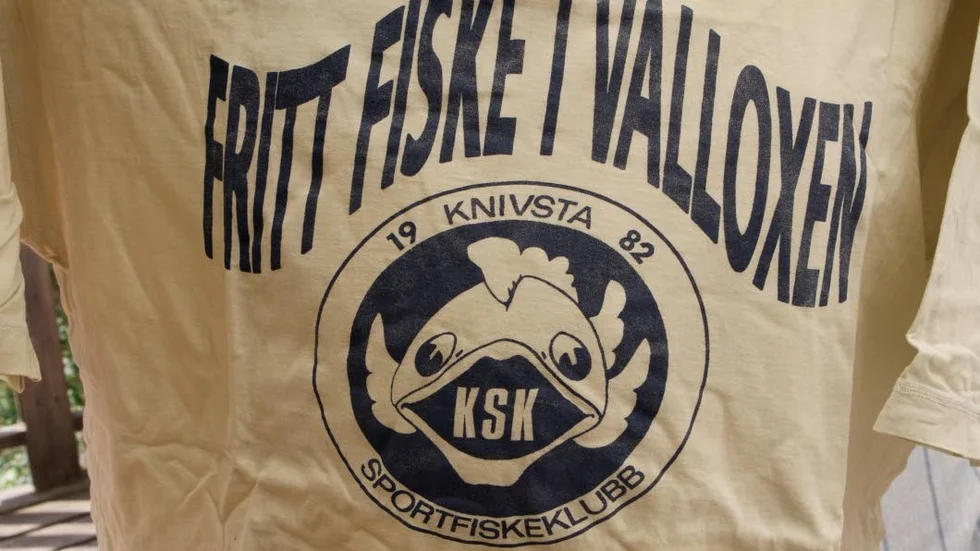 FRITT FISKE I VALLOXEN
19 KNIVSTA 82
KSK
SPORTFISKEKLUBB